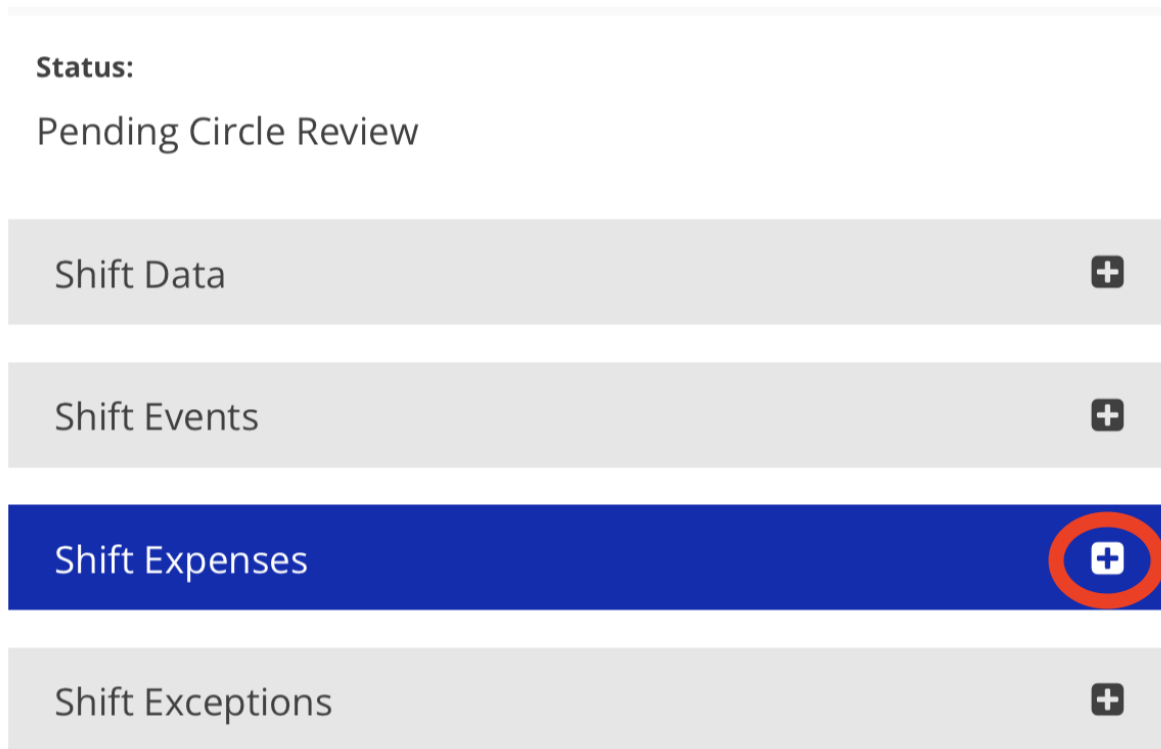 Status:
Pending Circle Review
Shift Data
Shift Events
Shift Expenses
Shift Exceptions